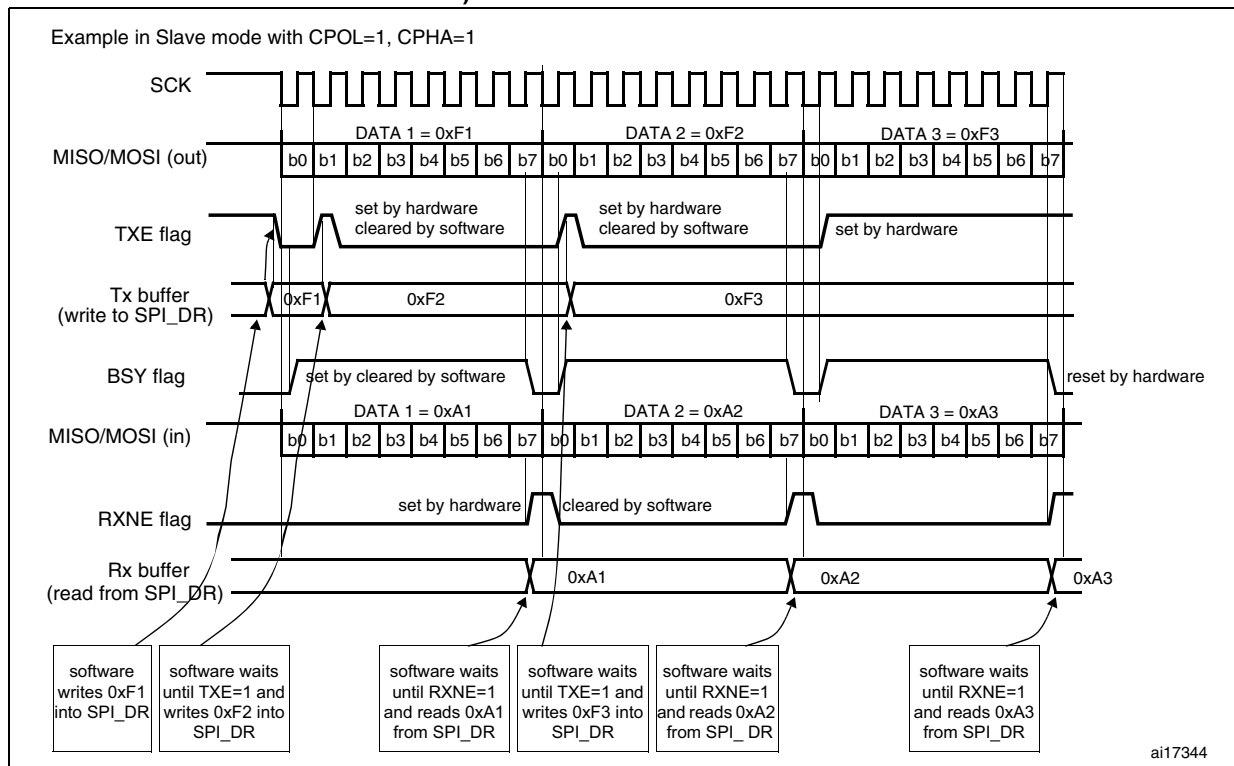 Example in Slave mode with CPOL=1, CPHA=1
SCK
DATA 1 = 0xF1 DATA 2 = 0xF2 DATA 3 = 0xF3
MISO/MOSI (out)
b0 b1 b2 b3 b4 b5 b6 b7 b0 b1 b2 b3 b4 b5 b6 b7 b0 b1 b2 b3 b4 b5 b6 b7
set by hardware set by hardware
cleared by software cleared by software
TXE flag
set by hardware
Tx buffer
(write to SPI_DR)
0xF1 0xF2 0xF3
BSY flag
set by cleared by software
reset by hardware
DATA 1 = 0xA1 DATA 2 = 0xA2 DATA 3 = 0xA3
MISO/MOSI (in)
b0 b1 b2 b3 b4 b5 b6 b7 b0 b1 b2 b3 b4 b5 b6 b7 b0 b1 b2 b3 b4 b5 b6 b7
set by hardware cleared by software
RXNE flag
Rx buffer
(read from SPI_DR)
0xA1 0xA2 0xA3
software
writes 0xF1
into SPI_DR
software waits
until TXE=1 and
writes 0xF2 into
SPI_DR
software waits
until RXNE=1
and reads 0xA1
from SPI_DR
software waits
until TXE=1 and
writes 0xF3 into
SPI_DR
software waits
until RXNE=1
and reads 0xA2
from SPI_ DR
software waits
until RXNE=1
and reads 0xA3
from SPI_DR
ai17344